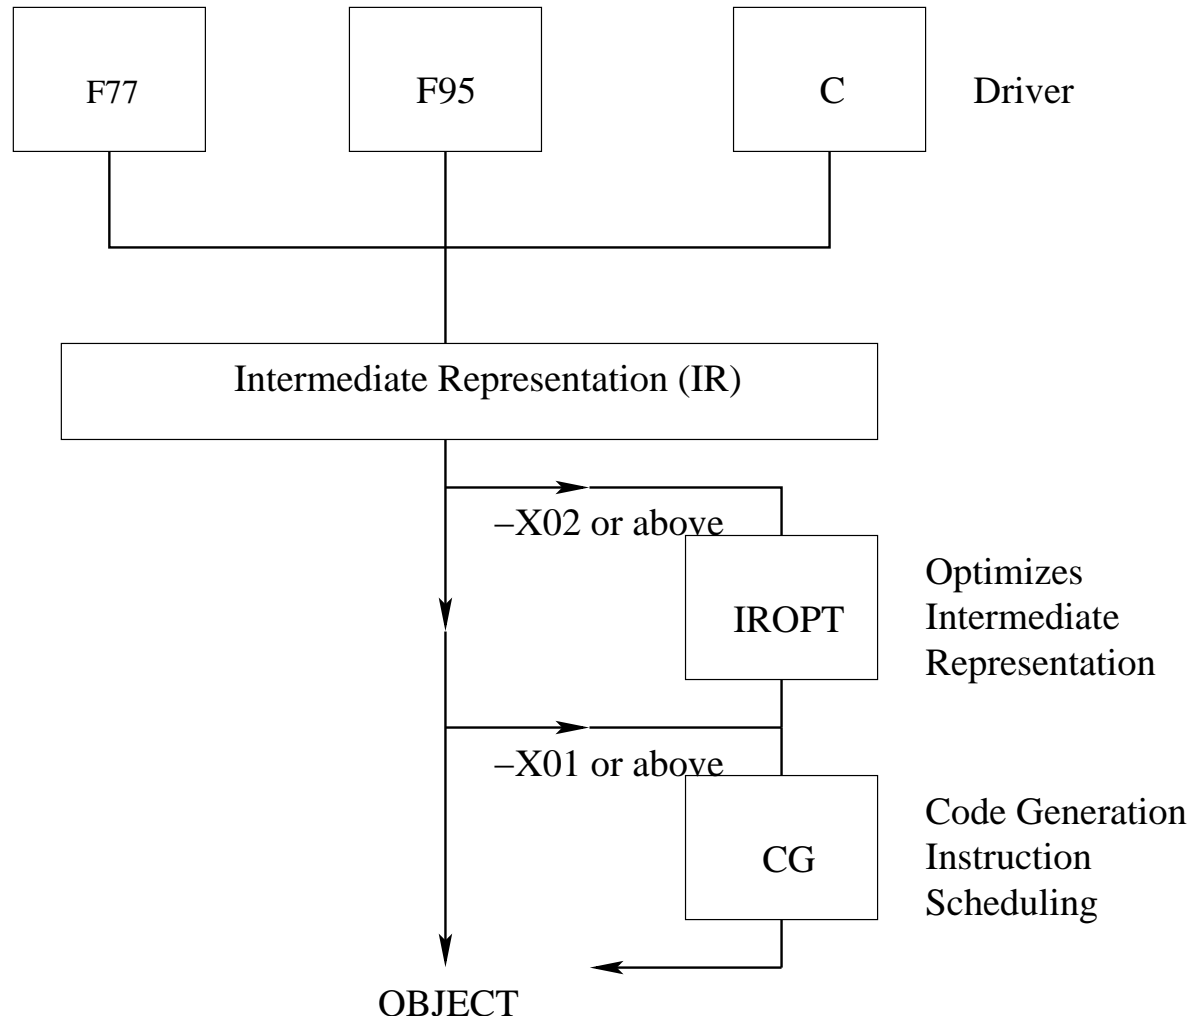 F77
F95
C
Driver
Intermediate Representation (IR)
–X02 or above
IROPT
Optimizes
Intermediate
Representation
–X01 or above
CG
Code Generation
Instruction
Scheduling
OBJECT